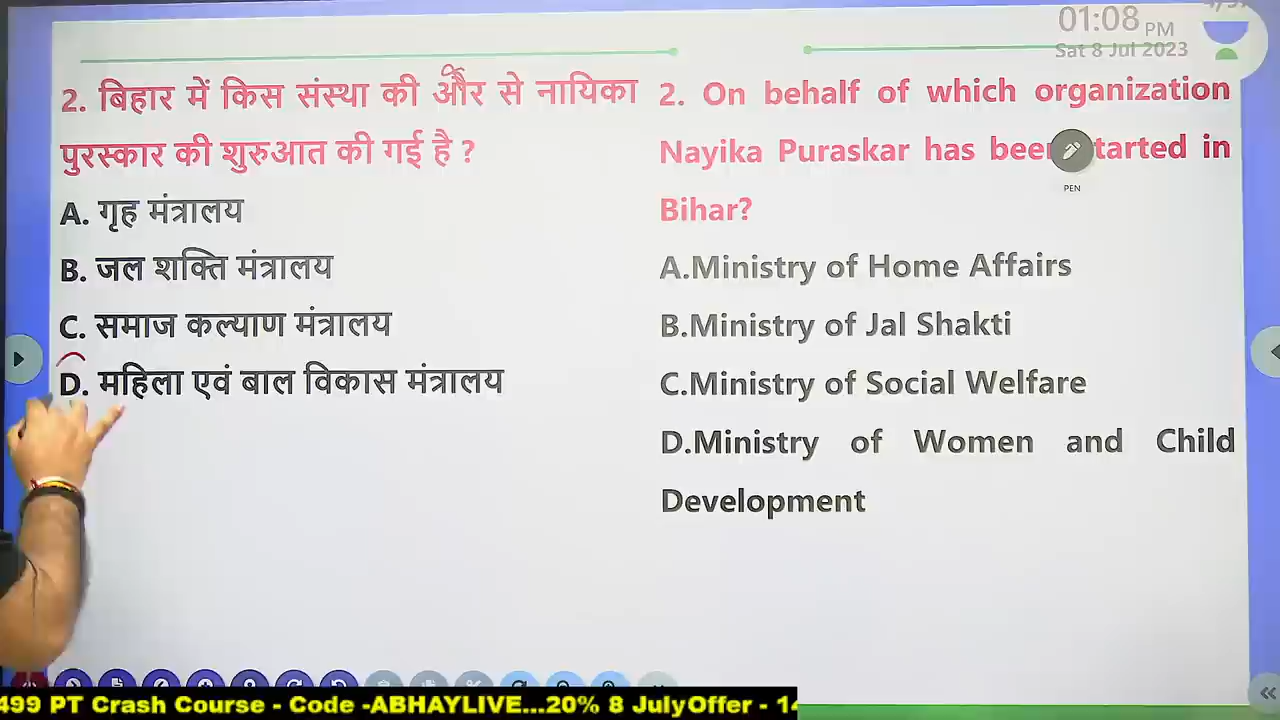 01:08 PM
Sat 8 Jul 2023
2. बिहार में किस संस्था की और से नायिका
पुरस्कार की शुरुआत की गई है ?
A. गृह मंत्रालय
B. जल शक्ति मंत्रालय
C. समाज कल्याण मंत्रालय
D. महिला एवं बाल विकास मंत्रालय
2. On behalf of which organization
Nayika Puraskar has been started in
Bihar?
A.Ministry of Home Affairs
B.Ministry of Jal Shakti
C.Ministry of Social Welfare
D.Ministry of Women and Child
Development
PEN
499 PT Crash Course - Code -ABHAYLIVE...20% 8 JulyOffer - 14